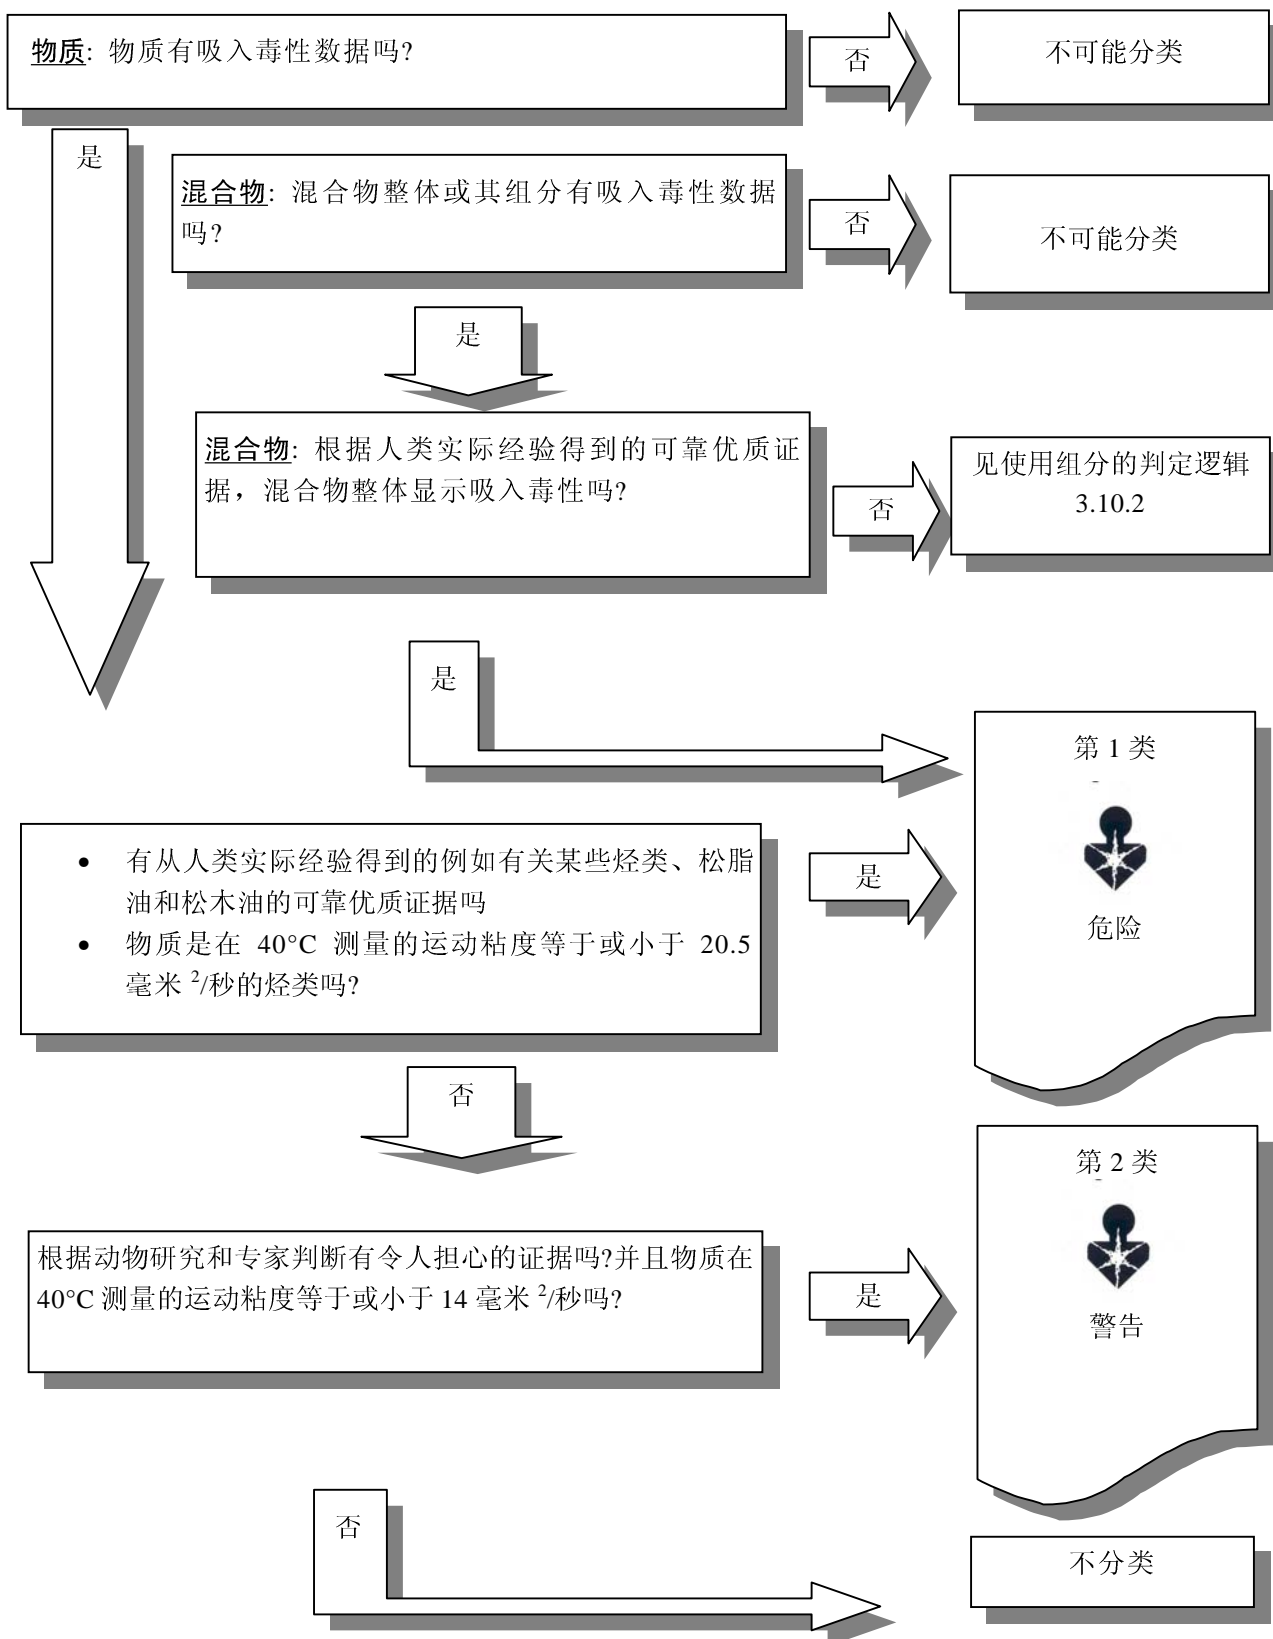 物质: 物质有吸入毒性数据吗?
否
不可能分类
是
混合物: 混合物整体或其组分有吸入毒性数据
吗?
否
不可能分类
是
混合物: 根据人类实际经验得到的可靠优质证
据，混合物整体显示吸入毒性吗?
否
见使用组分的判定逻辑
3.10.2
是
第 1 类
危险
• 有从人类实际经验得到的例如有关某些烃类、松脂
油和松木油的可靠优质证据吗
• 物质是在 40°C 测量的运动粘度等于或小于 20.5
毫米 ²/秒的烃类吗?
是
否
第 2 类
警告
根据动物研究和专家判断有令人担心的证据吗?并且物质在
40°C 测量的运动粘度等于或小于 14 毫米 ²/秒吗?
是
否
不分类